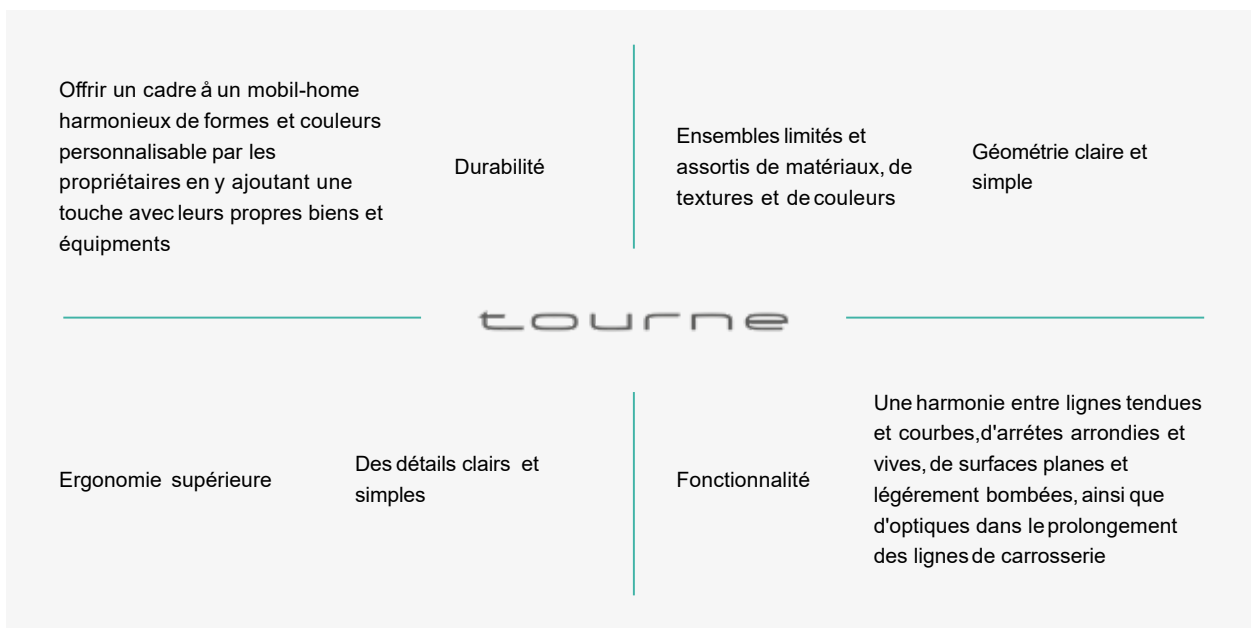 Offrir un cadre å un mobil-home
harmonieux de formes et couleurs
personnalisable par les
propriétaires en y ajoutant une
touche avec leurs propres biens et
équipments
Durabilité
Ensembles limités et
assortis de matériaux, de
textures et de couleurs
Géométrie claire et
simple
tourne
Ergonomie supérieure
Des détails clairs et
simples
Fonctionnalité
Une harmonie entre lignes tendues
et courbes,d'arrétes arrondies et
vives, de surfaces planes et
légérement bombées, ainsi que
d'optiques dans le prolongement
des lignes de carrosserie